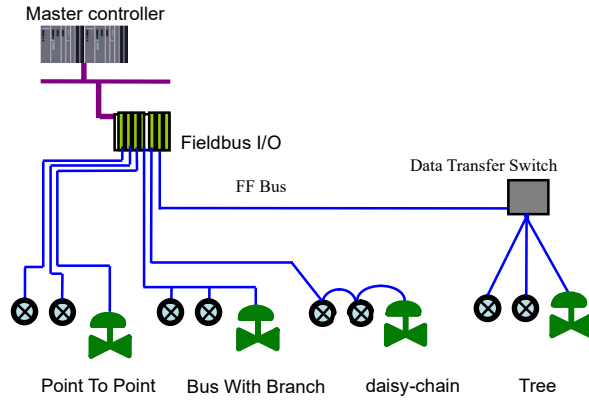 Master controller
Fieldbus I/O
Data Transfer Switch
FF Bus
Point To Point
Bus With Branch
daisy-chain
Tree